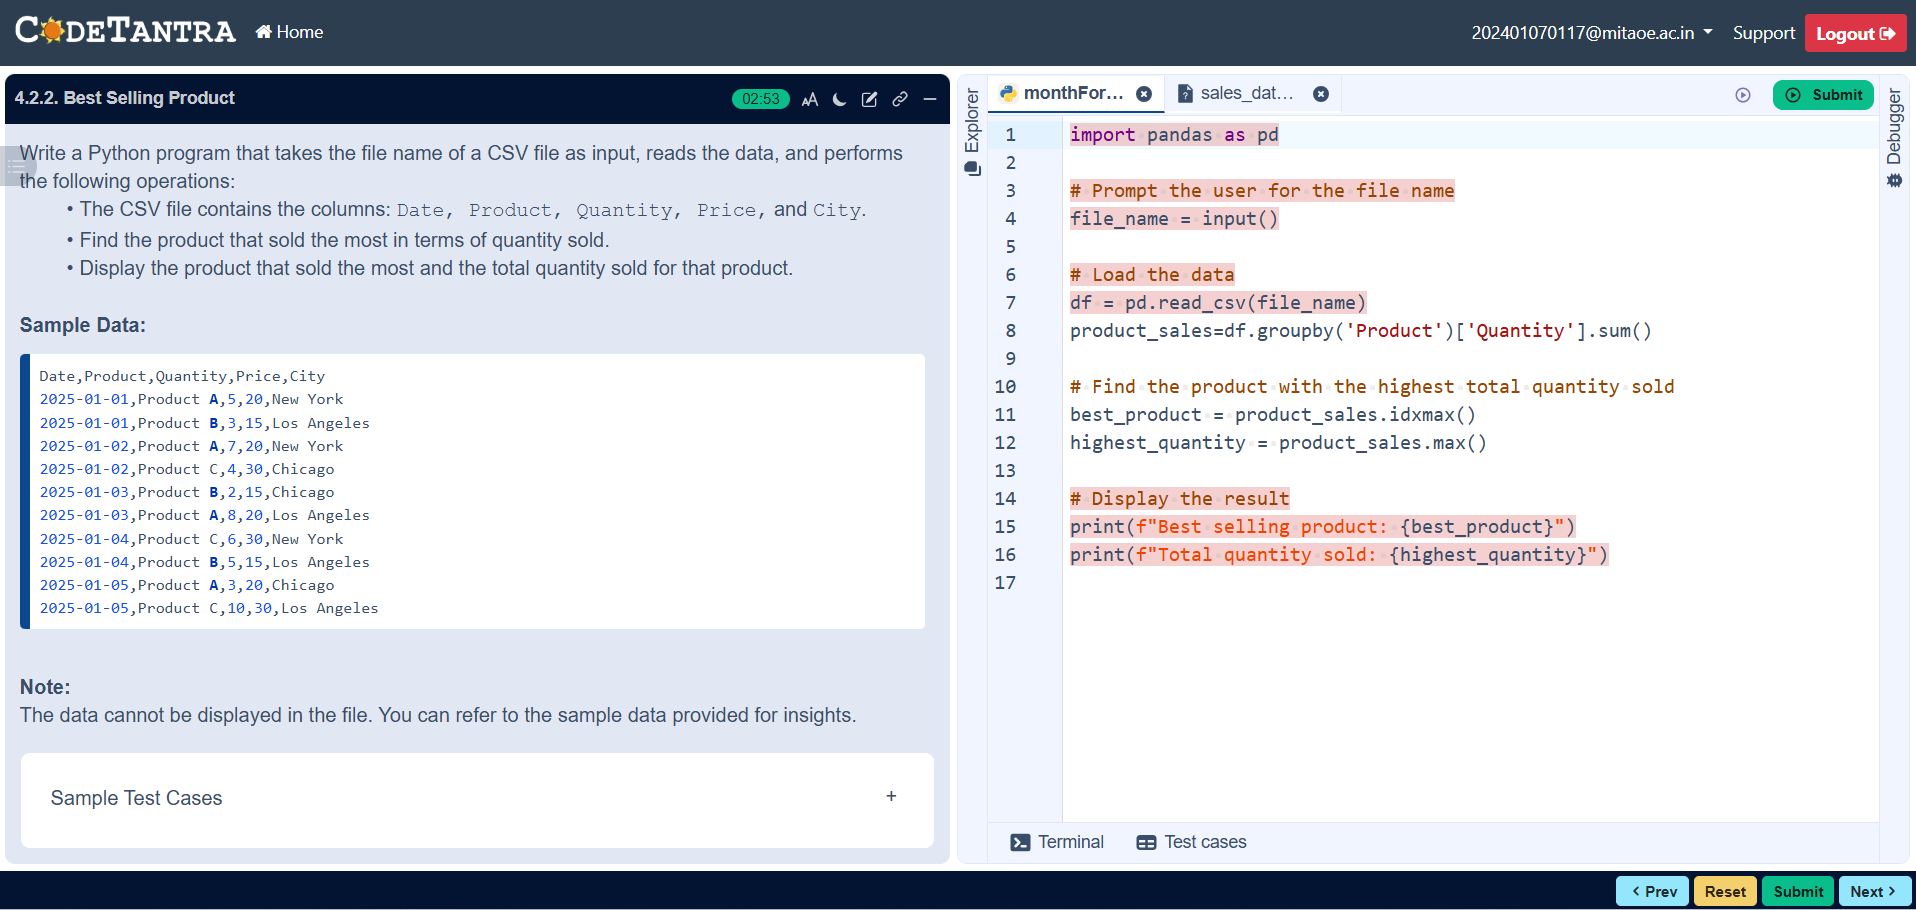 CODETANTRA Home
202401070117@mitaoe.ac.in Support Logout
4.2.2. Best Selling Product
02:53
Write a Python program that takes the file name of a CSV file as input, reads the data, and performs
the following operations:
• The CSV file contains the columns: Date, Product, Quantity, Price, and City.
• Find the product that sold the most in terms of quantity sold.
• Display the product that sold the most and the total quantity sold for that product.
Sample Data:
Date,Product,Quantity,Price,City
2025-01-01,Product A,5,20,New York
2025-01-01,Product B,3,15,Los Angeles
2025-01-02,Product A,7,20,New York
2025-01-02,Product C,4,30,Chicago
2025-01-03,Product B,2,15,Chicago
2025-01-03,Product A,8,20,Los Angeles
2025-01-04,Product C,6,30,New York
2025-01-04,Product B,5,15,Los Angeles
2025-01-05,Product A,3,20,Chicago
2025-01-05,Product C,10,30,Los Angeles
Note:
The data cannot be displayed in the file. You can refer to the sample data provided for insights.
Sample Test Cases +
Explorer
monthFor...
sales_dat...
Submit
Debugger
1 import pandas as pd
2
3 # Prompt the user for the file name
4 file_name = input()
5
6 # Load the data
7 df = pd.read_csv(file_name)
8 product_sales=df.groupby('Product')['Quantity'].sum()
9
10 # Find the product with the highest total quantity sold
11 best_product = product_sales.idxmax()
12 highest_quantity = product_sales.max()
13
14 # Display the result
15 print(f"Best selling product: {best_product}")
16 print(f"Total quantity sold: {highest_quantity}")
17
Terminal Test cases
< Prev Reset Submit Next >